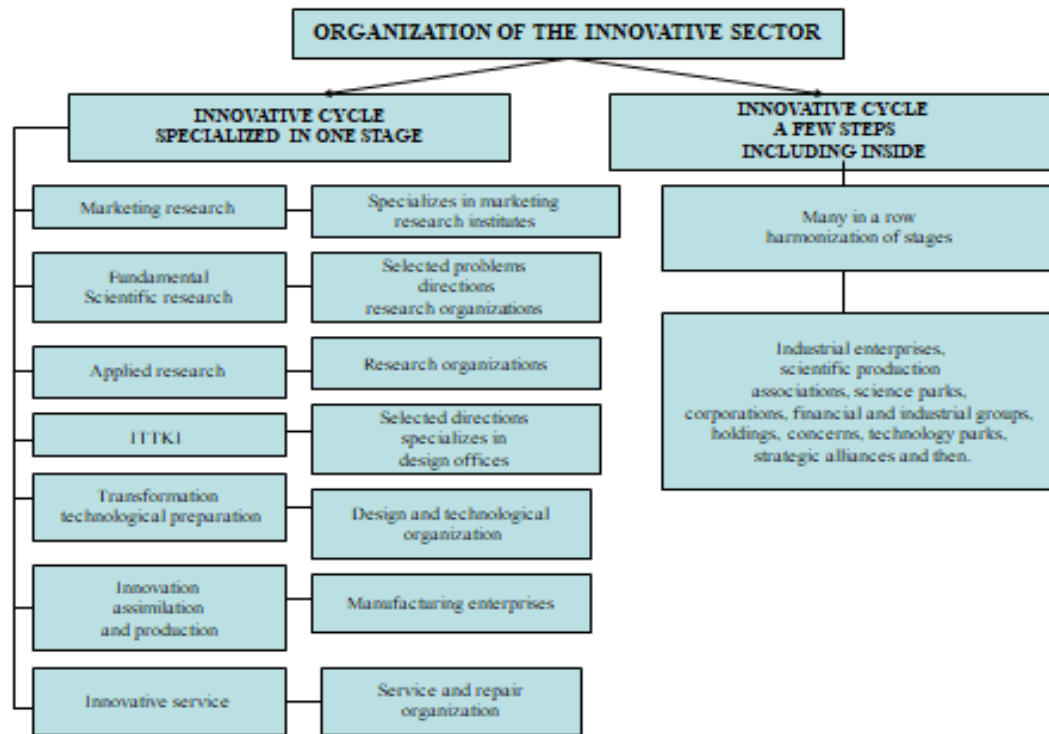 ORGANIZATION OF THE INNOVATIVE SECTOR
INNOVATIVE CYCLE
SPECIALIZED IN ONE STAGE
INNOVATIVE CYCLE
A FEW STEPS
INCLUDING INSIDE
Marketing research
Specializes in marketing
research institutes
Fundamental
Scientific research
Selected problems
directions
research organizations
Applied research
Research organizations
ITTKI
Selected directions
specializes in
design offices
Transformation
technological preparation
Design and technological
organization
Innovation
assimilation
and production
Manufacturing enterprises
Innovative service
Service and repair
organization
Many in a row
harmonization of stages
Industrial enterprises,
scientific production
associations, science parks,
corporations, financial and industrial groups,
holdings, concerns, technology parks,
strategic alliances and then.